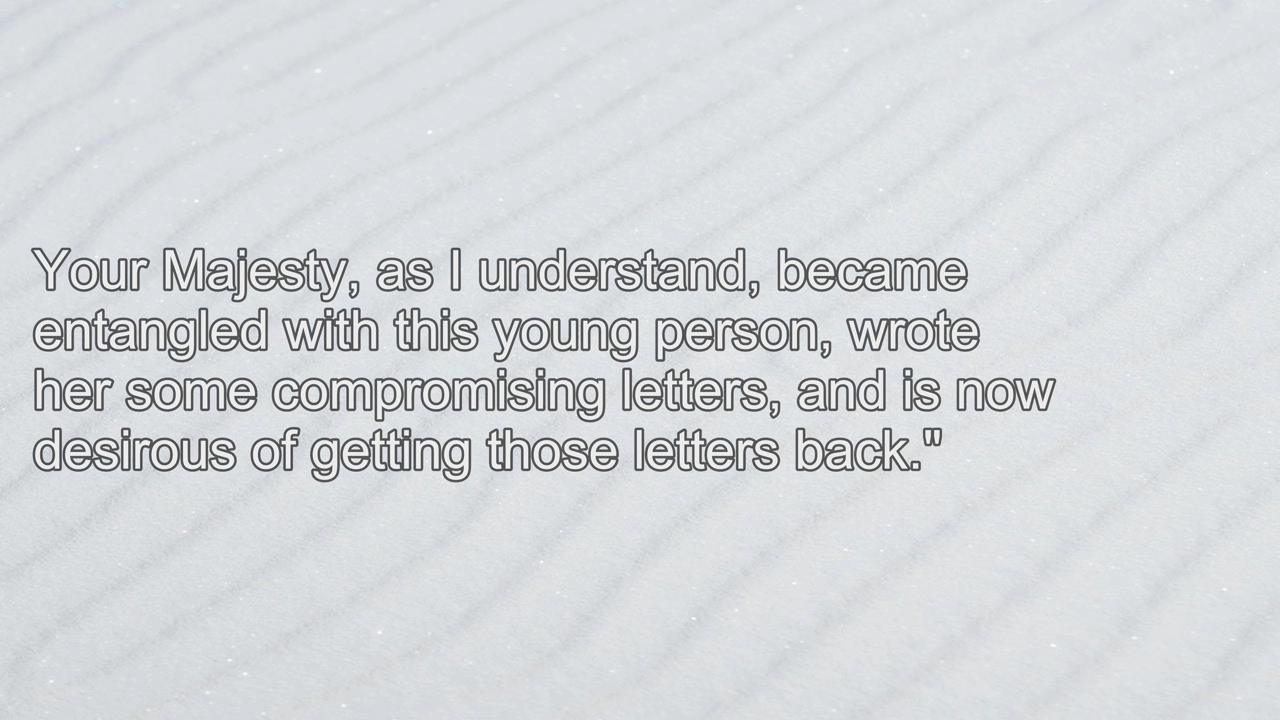 Your Majesty, as I understand, became
entangled with this young person, wrote
her some compromising letters, and is now
desirous of getting those letters back."